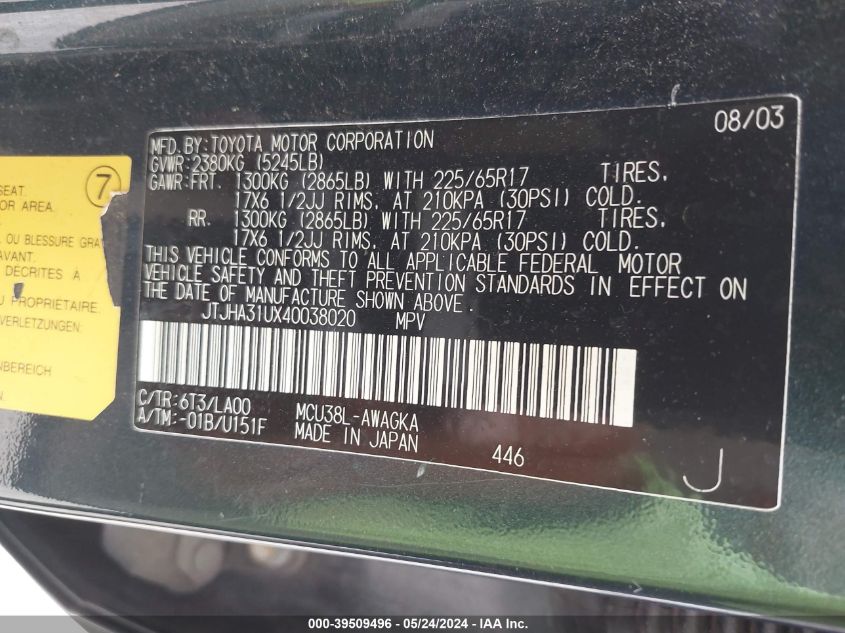 08/03
MFD. BY: TOYOTA MOTOR CORPORATION
GVWR: 2380KG (5245LB)
GAWR: FRT. 1300KG (2865LB) WITH 225/65R17 TIRES,
17X6 1/2JJ RIMS, AT 210KPA (30PSI) COLD.
RR. 1300KG (2865LB) WITH 225/65R17 TIRES,
17X6 1/2JJ RIMS, AT 210KPA (30PSI) COLD.
THIS VEHICLE CONFORMS TO ALL APPLICABLE FEDERAL MOTOR
VEHICLE SAFETY AND THEFT PREVENTION STANDARDS IN EFFECT ON
THE DATE OF MANUFACTURE SHOWN ABOVE.
JTJHA31UX40038020 MPV
C/TR: 6T3/LA00 MCU38L-AWAGKA
A/TM: -01B/U151F MADE IN JAPAN
446
J
7
SEAT.
OR AREA.
OU BLESSURE GRA
AVANT.
DECRITES À
U PROPRIETAIRE.
VERLETZUNGEN:
NBEREICH
000-39509496 - 05/24/2024 - IAA Inc.